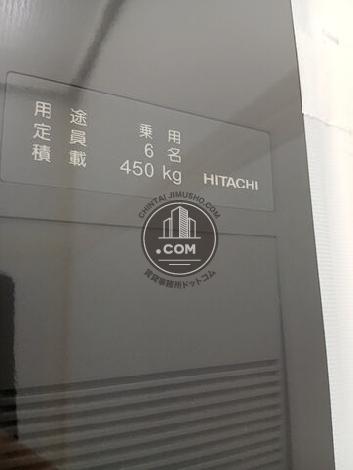 用途 乗用
定員 6名
積載 450 kg HITACHI
CHINTAIJIMUSHO.COM
.COM
賃貸事務所ドットコム